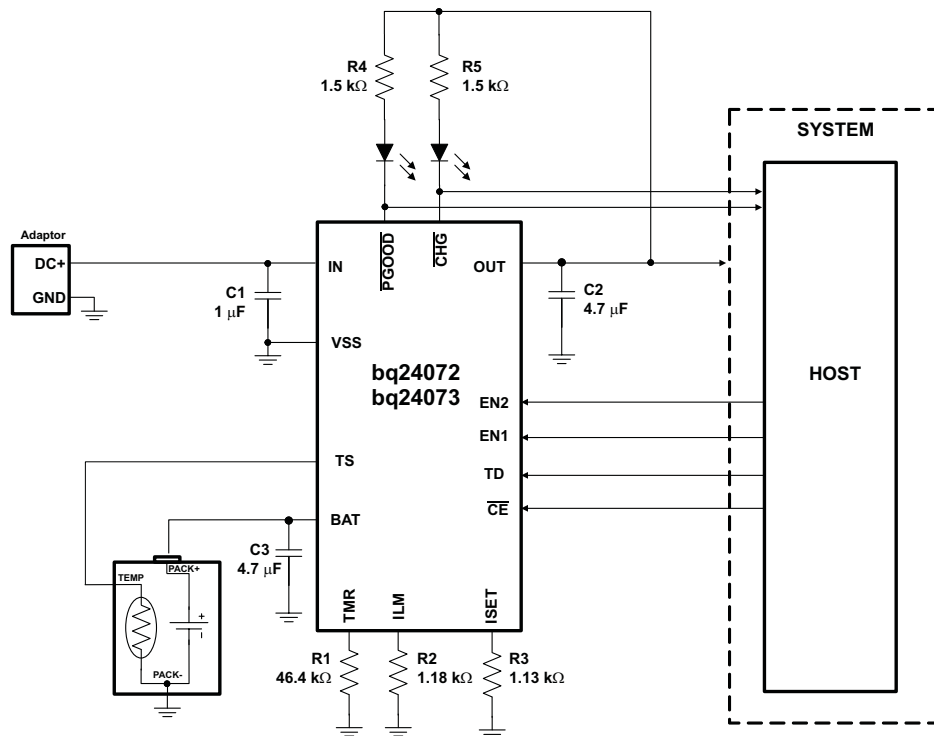 R4
1.5 kΩ
R5
1.5 kΩ
SYSTEM
Adaptor
DC+
GND
C1
1 μF
IN
PGOOD
CHG
OUT
C2
4.7 μF
VSS
bq24072
bq24073
HOST
EN2
EN1
TS
TD
CE
BAT
C3
4.7 μF
TEMP
PACK+
+
–
PACK-
TMR
ILM
ISET
R1
46.4 kΩ
R2
1.18 kΩ
R3
1.13 kΩ